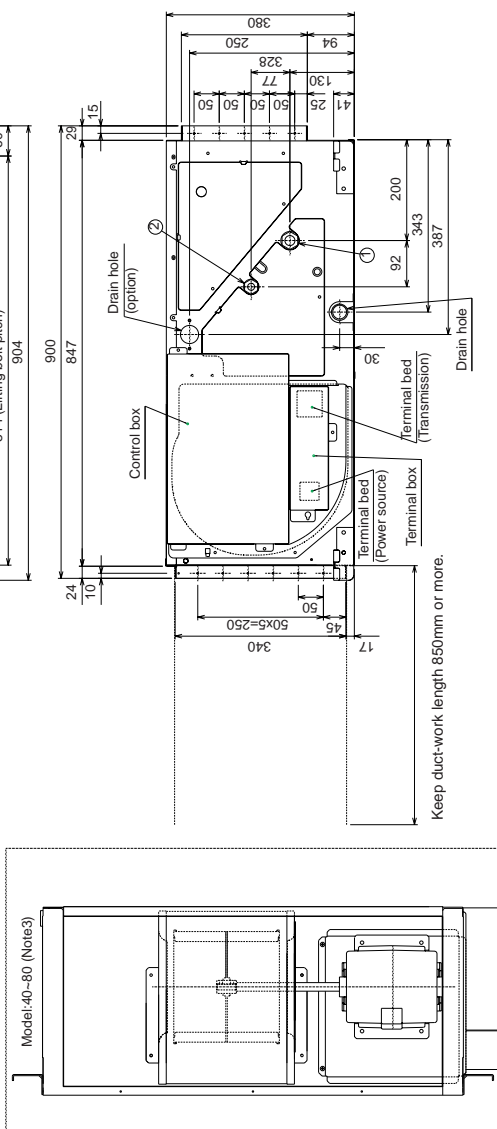 904
900
847
29
15
24
10
380
250
94
328
77
130
50
50
50
50
25
41
200
343
387
92
30
②
①
Drain hole
(option)
Control box
Drain hole
Terminal bed
(Transmission)
Terminal bed
(Power source)
Terminal box
50
50x5=250
45
340
17
Keep duct-work length 850mm or more.
Model:40~80 (Note3)